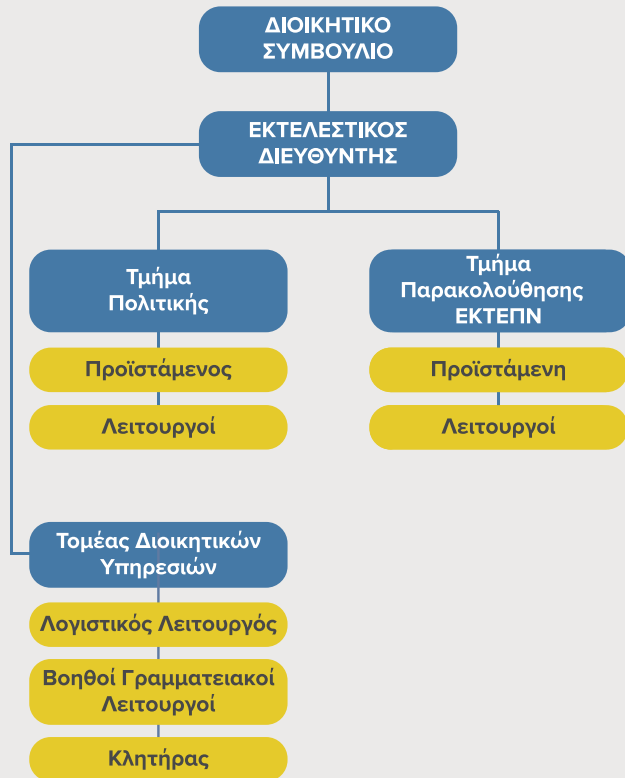 ΔΙΟΙΚΗΤΙΚΟ
ΣΥΜΒΟΥΛΙΟ
ΕΚΤΕΛΕΣΤΙΚΟΣ
ΔΙΕΥΘΥΝΤΗΣ
Τμήμα
Πολιτικής
Προϊστάμενος
Λειτουργοί
Τμήμα
Παρακολούθησης
ΕΚΤΕΠΝ
Προϊστάμενη
Λειτουργοί
Τομέας Διοικητικών
Υπηρεσιών
Λογιστικός Λειτουργός
Βοηθοί Γραμματειακοί
Λειτουργοί
Κλητήρας